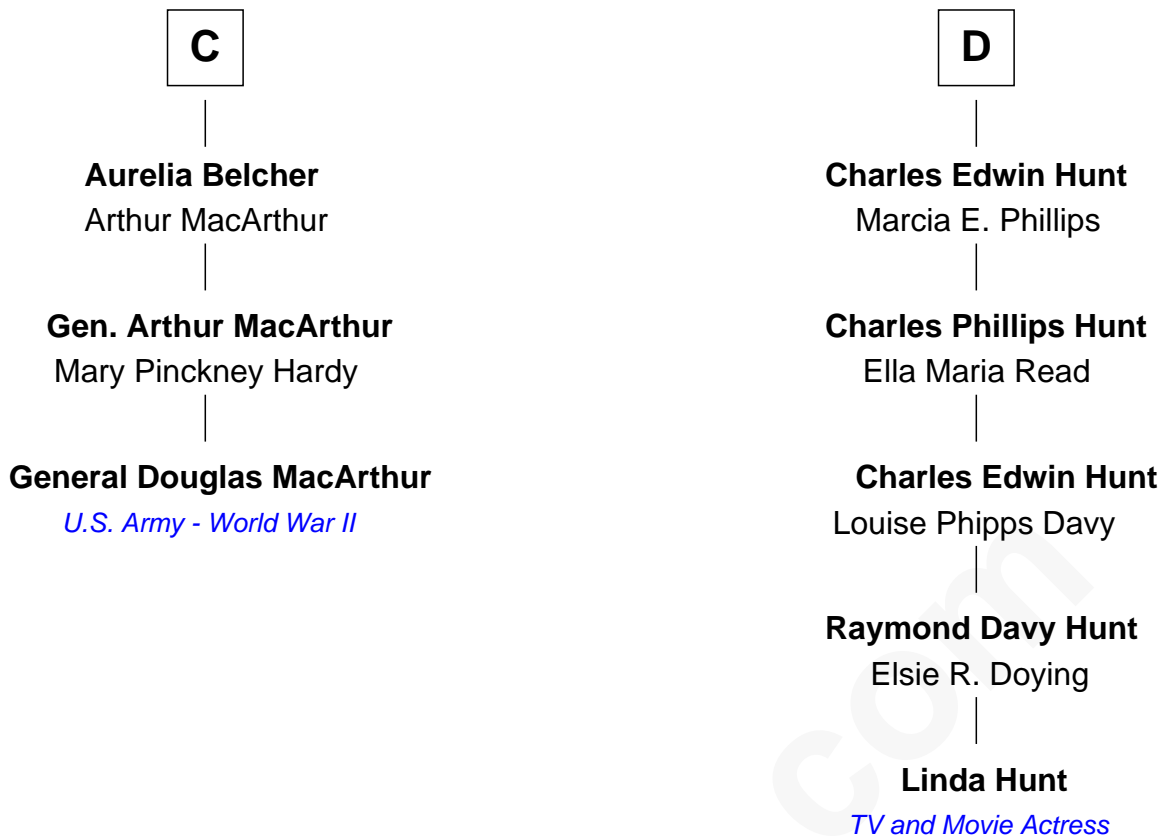 C
Aurelia Belcher
Arthur MacArthur
Gen. Arthur MacArthur
Mary Pinckney Hardy
General Douglas MacArthur
U.S. Army - World War II
D
Charles Edwin Hunt
Marcia E. Phillips
Charles Phillips Hunt
Ella Maria Read
Charles Edwin Hunt
Louise Phipps Davy
Raymond Davy Hunt
Elsie R. Doying
Linda Hunt
TV and Movie Actress
com